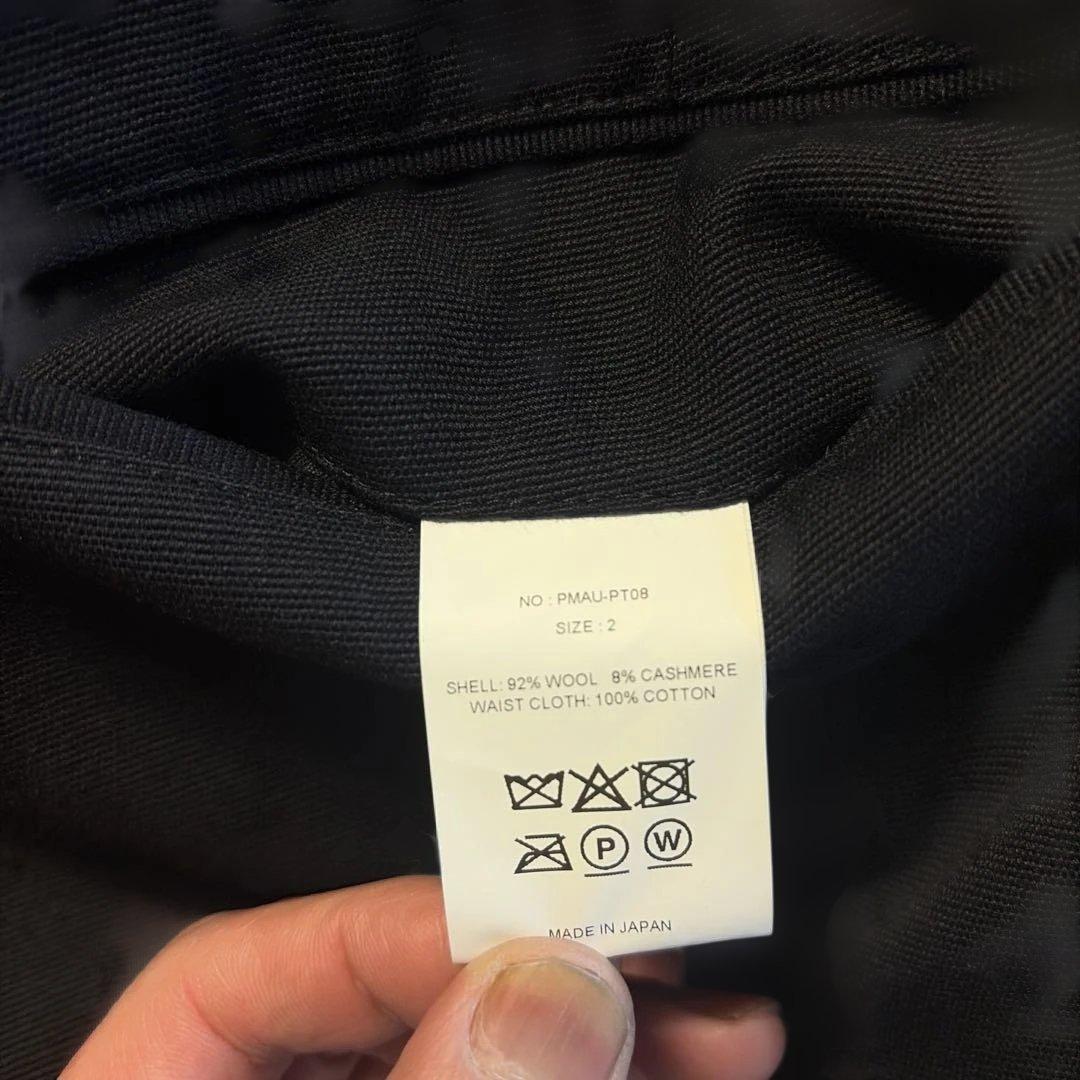 NO : PMAU-PT08
SIZE : 2
SHELL: 92% WOOL 8% CASHMERE
WAIST CLOTH: 100% COTTON
P W
MADE IN JAPAN